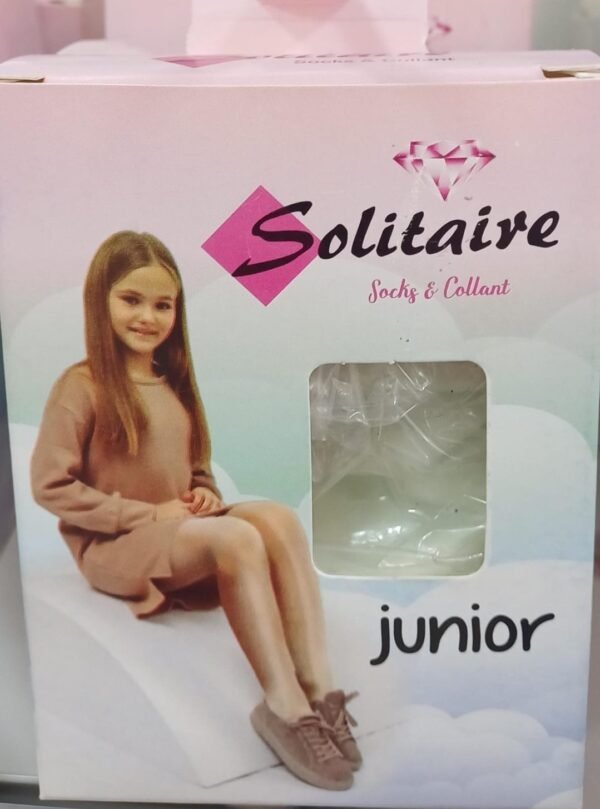 Solitaire
Socks & Collant
junior